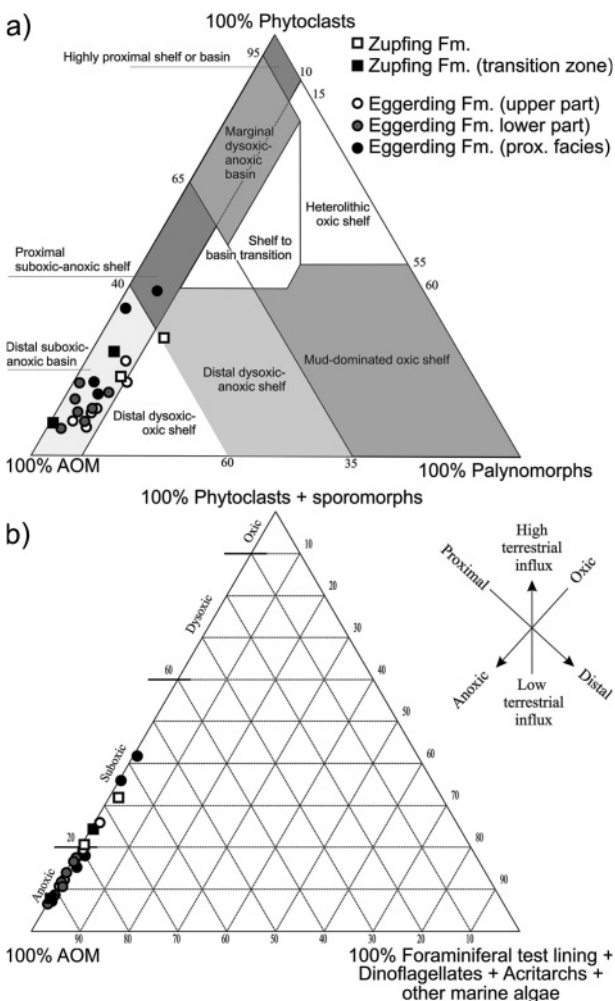 a)
100% Phytoclasts
Zupfing Fm.
Zupfing Fm. (transition zone)
Eggerding Fm. (upper part)
Eggerding Fm. lower part)
Eggerding Fm. (prox. facies)
Highly proximal shelf or basin
95
10
15
Marginal
dysoxic-
anoxic
basin
65
Heterolithic
oxic shelf
Shelf to
basin transition
Proximal
suboxic-anoxic shelf
40
55
60
Distal suboxic-
anoxic basin
Mud-dominated oxic shelf
Distal dysoxic-
anoxic shelf
Distal dysoxic-
oxic shelf
100% AOM
60
35
100% Palynomorphs
b)
100% Phytoclasts + sporomorphs
Oxic
10
20
Dysoxic
30
60
40
50
Suboxic
60
70
20
80
Anoxic
90
90
80
70
60
50
40
30
20
10
0
100% AOM
100% Foraminiferal test lining +
Dinoflagellates + Acritarchs +
other marine algae
High
terrestrial
influx
Proximal
Oxic
Anoxic
Distal
Low
terrestrial
influx